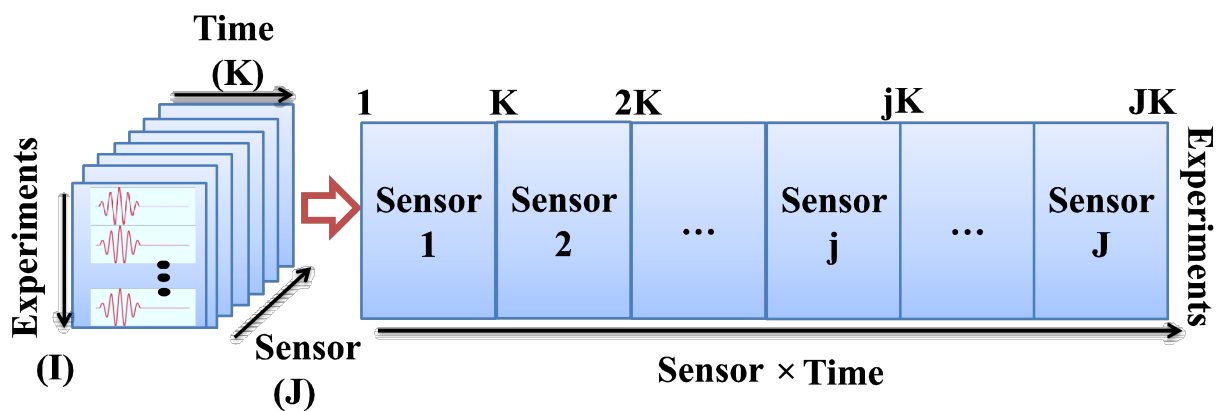 Time
(K)
Experiments
(I)
Sensor
(J)
1
K
2K
jK
JK
Sensor
1
Sensor
2
...
Sensor
j
...
Sensor
J
Experiments
Sensor × Time